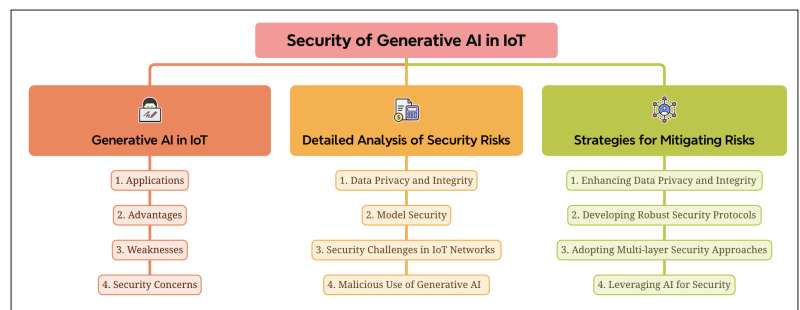 Security of Generative AI in IoT
Generative AI in IoT
1. Applications
2. Advantages
3. Weaknesses
4. Security Concerns
Detailed Analysis of Security Risks
1. Data Privacy and Integrity
2. Model Security
3. Security Challenges in IoT Networks
4. Malicious Use of Generative AI
Strategies for Mitigating Risks
1. Enhancing Data Privacy and Integrity
2. Developing Robust Security Protocols
3. Adopting Multi-layer Security Approaches
4. Leveraging AI for Security